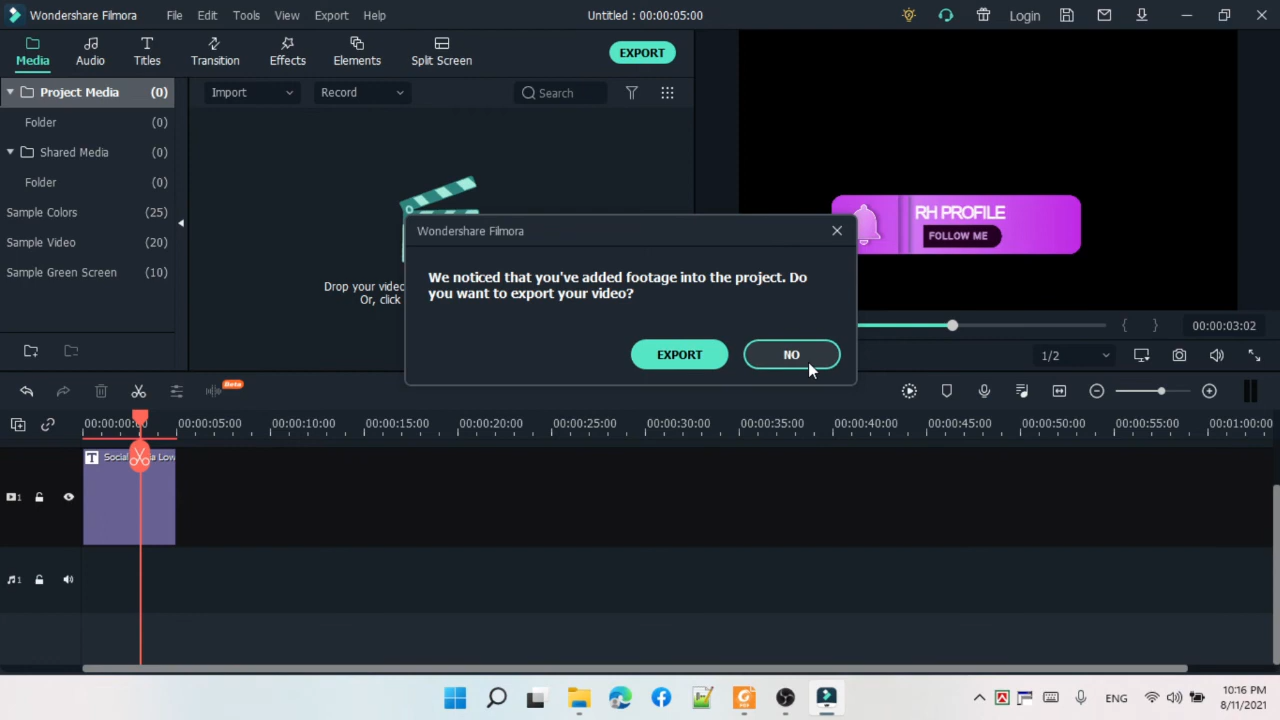 Wondershare Filmora File Edit Tools View Export Help Untitled : 00:00:05:00 Login
Media Audio Titles Transition Effects Elements Split Screen EXPORT
Project Media (0) Import Record Search
Folder (0)
Shared Media (0)
Folder (0)
Sample Colors (25)
Sample Video (20)
Sample Green Screen (10)
Drop your video
Or, click
RH PROFILE
FOLLOW ME
Wondershare Filmora
We noticed that you've added footage into the project. Do
you want to export your video?
EXPORT NO
00:00:03:02
1/2
Beta
00:00:00:00 00:00:05:00 00:00:10:00 00:00:15:00 00:00:20:00 00:00:25:00 00:00:30:00 00:00:35:00 00:00:40:00 00:00:45:00 00:00:50:00 00:00:55:00 00:01:00:00
T Social Low
1
1
ENG 10:16 PM
8/11/2021